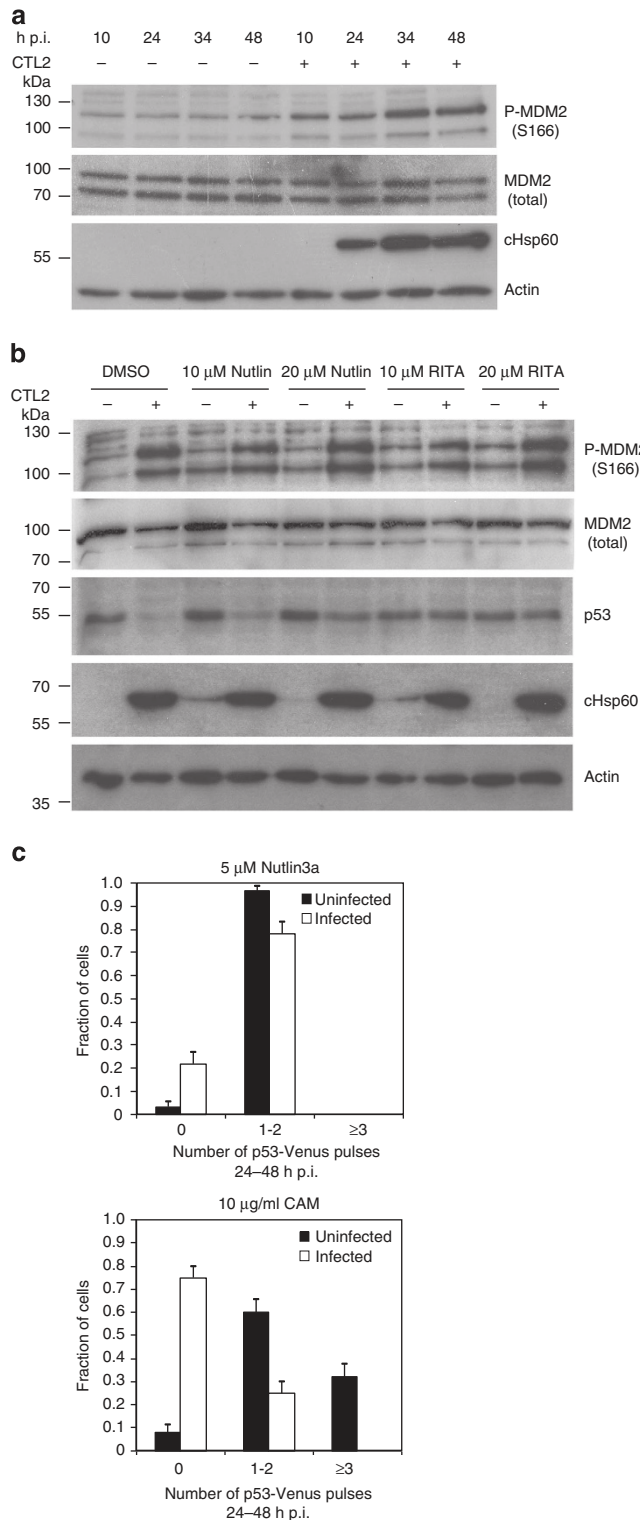 a
h p.i. 10 24 34 48 10 24 34 48
CTL2 – – – – + + + +
kDa
130
100
P-MDM2
(S166)
100
70
MDM2
(total)
55
cHsp60
Actin
b
DMSO 10 μM Nutlin 20 μM Nutlin 10 μM RITA 20 μM RITA
CTL2 – + – + – + – + – +
kDa
130
100
P-MDM2
(S166)
100
70
MDM2
(total)
70
55
p53
70
55
cHsp60
Actin
35
c
5 μM Nutlin3a
Uninfected
Infected
Fraction of cells
1.0
0.9
0.8
0.7
0.6
0.5
0.4
0.3
0.2
0.1
0
0 1-2 ≥3
Number of p53-Venus pulses
24–48 h p.i.
10 μg/ml CAM
Uninfected
Infected
Fraction of cells
1.0
0.9
0.8
0.7
0.6
0.5
0.4
0.3
0.2
0.1
0
0 1-2 ≥3
Number of p53-Venus pulses
24–48 h p.i.